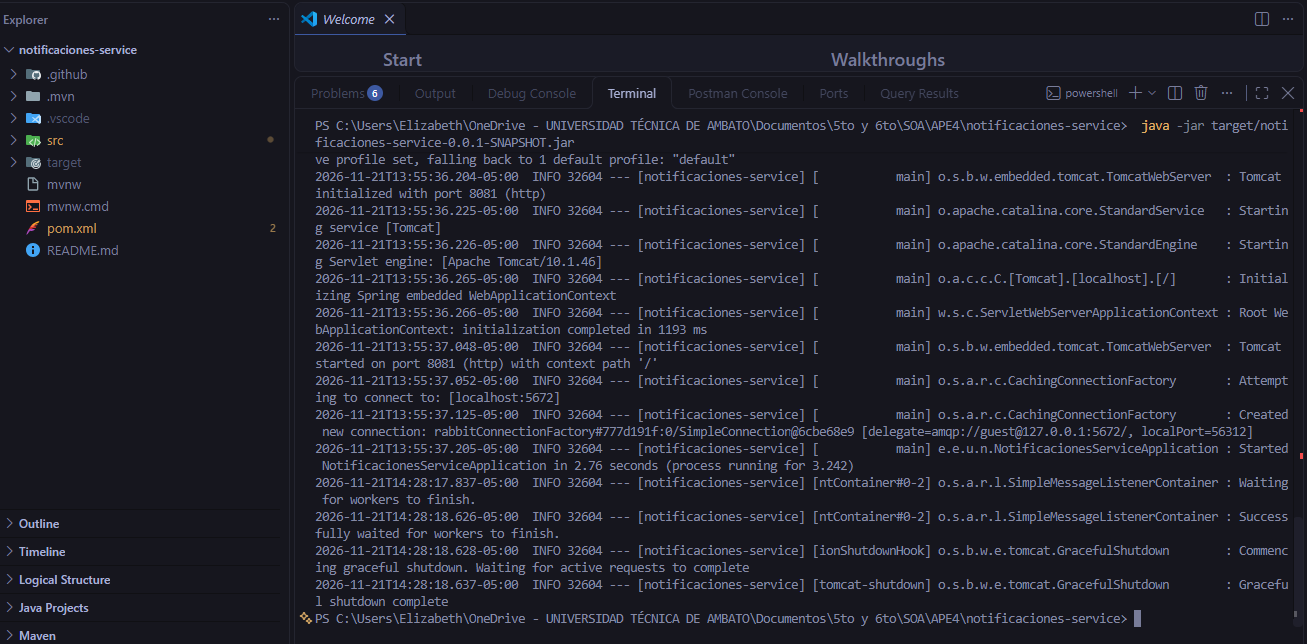 Explorer
···
notificaciones-service
.github
.mvn
.vscode
src
target
mvnw
mvnw.cmd
pom.xml 2
README.md
Outline
Timeline
Logical Structure
Java Projects
Maven
Welcome
···
Start Walkthroughs
Problems 6 Output Debug Console Terminal Postman Console Ports Query Results powershell ···
PS C:\Users\Elizabeth\OneDrive - UNIVERSIDAD TÉCNICA DE AMBATO\Documentos\5to y 6to\SOA\APE4\notificaciones-service> java -jar target/noti
ficaciones-service-0.0.1-SNAPSHOT.jar
ve profile set, falling back to 1 default profile: "default"
2026-11-21T13:55:36.204-05:00 INFO 32604 --- [notificaciones-service] [ main] o.s.b.w.embedded.tomcat.TomcatWebServer : Tomcat
initialized with port 8081 (http)
2026-11-21T13:55:36.225-05:00 INFO 32604 --- [notificaciones-service] [ main] o.apache.catalina.core.StandardService : Startin
g service [Tomcat]
2026-11-21T13:55:36.226-05:00 INFO 32604 --- [notificaciones-service] [ main] o.apache.catalina.core.StandardEngine : Startin
g Servlet engine: [Apache Tomcat/10.1.46]
2026-11-21T13:55:36.265-05:00 INFO 32604 --- [notificaciones-service] [ main] o.a.c.c.C.[Tomcat].[localhost].[/] : Initial
izing Spring embedded WebApplicationContext
2026-11-21T13:55:36.266-05:00 INFO 32604 --- [notificaciones-service] [ main] w.s.c.ServletWebServerApplicationContext : Root We
bApplicationContext: initialization completed in 1193 ms
2026-11-21T13:55:37.048-05:00 INFO 32604 --- [notificaciones-service] [ main] o.s.b.w.embedded.tomcat.TomcatWebServer : Tomcat
started on port 8081 (http) with context path '/'
2026-11-21T13:55:37.052-05:00 INFO 32604 --- [notificaciones-service] [ main] o.s.a.r.c.CachingConnectionFactory : Attempt
ing to connect to: [localhost:5672]
2026-11-21T13:55:37.125-05:00 INFO 32604 --- [notificaciones-service] [ main] o.s.a.r.c.CachingConnectionFactory : Created
new connection: rabbitConnectionFactory#777d191f:0/SimpleConnection@6cbe68e9 [delegate=amqp://guest@127.0.0.1:5672/, localPort=56312]
2026-11-21T13:55:37.205-05:00 INFO 32604 --- [notificaciones-service] [ main] e.e.u.n.NotificacionesServiceApplication : Started
NotificacionesServiceApplication in 2.76 seconds (process running for 3.242)
2026-11-21T14:28:17.837-05:00 INFO 32604 --- [notificaciones-service] [ntContainer#0-2] o.s.a.r.l.SimpleMessageListenerContainer : Waiting
for workers to finish.
2026-11-21T14:28:18.626-05:00 INFO 32604 --- [notificaciones-service] [ntContainer#0-2] o.s.a.r.l.SimpleMessageListenerContainer : Success
fully waited for workers to finish.
2026-11-21T14:28:18.628-05:00 INFO 32604 --- [notificaciones-service] [ionShutdownHook] o.s.b.w.e.tomcat.GracefulShutdown : Commenc
ing graceful shutdown. Waiting for active requests to complete
2026-11-21T14:28:18.637-05:00 INFO 32604 --- [notificaciones-service] [tomcat-shutdown] o.s.b.w.e.tomcat.GracefulShutdown : Gracefu
l shutdown complete
PS C:\Users\Elizabeth\OneDrive - UNIVERSIDAD TÉCNICA DE AMBATO\Documentos\5to y 6to\SOA\APE4\notificaciones-service>